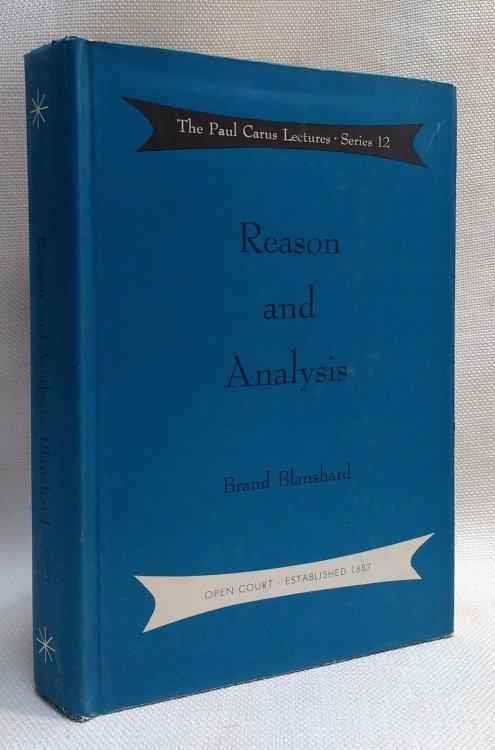 The Paul Carus Lectures · Series 12
Reason
and
Analysis
Brand Blanshard
OPEN COURT · ESTABLISHED 1887
Reason and Analysis Blanshard